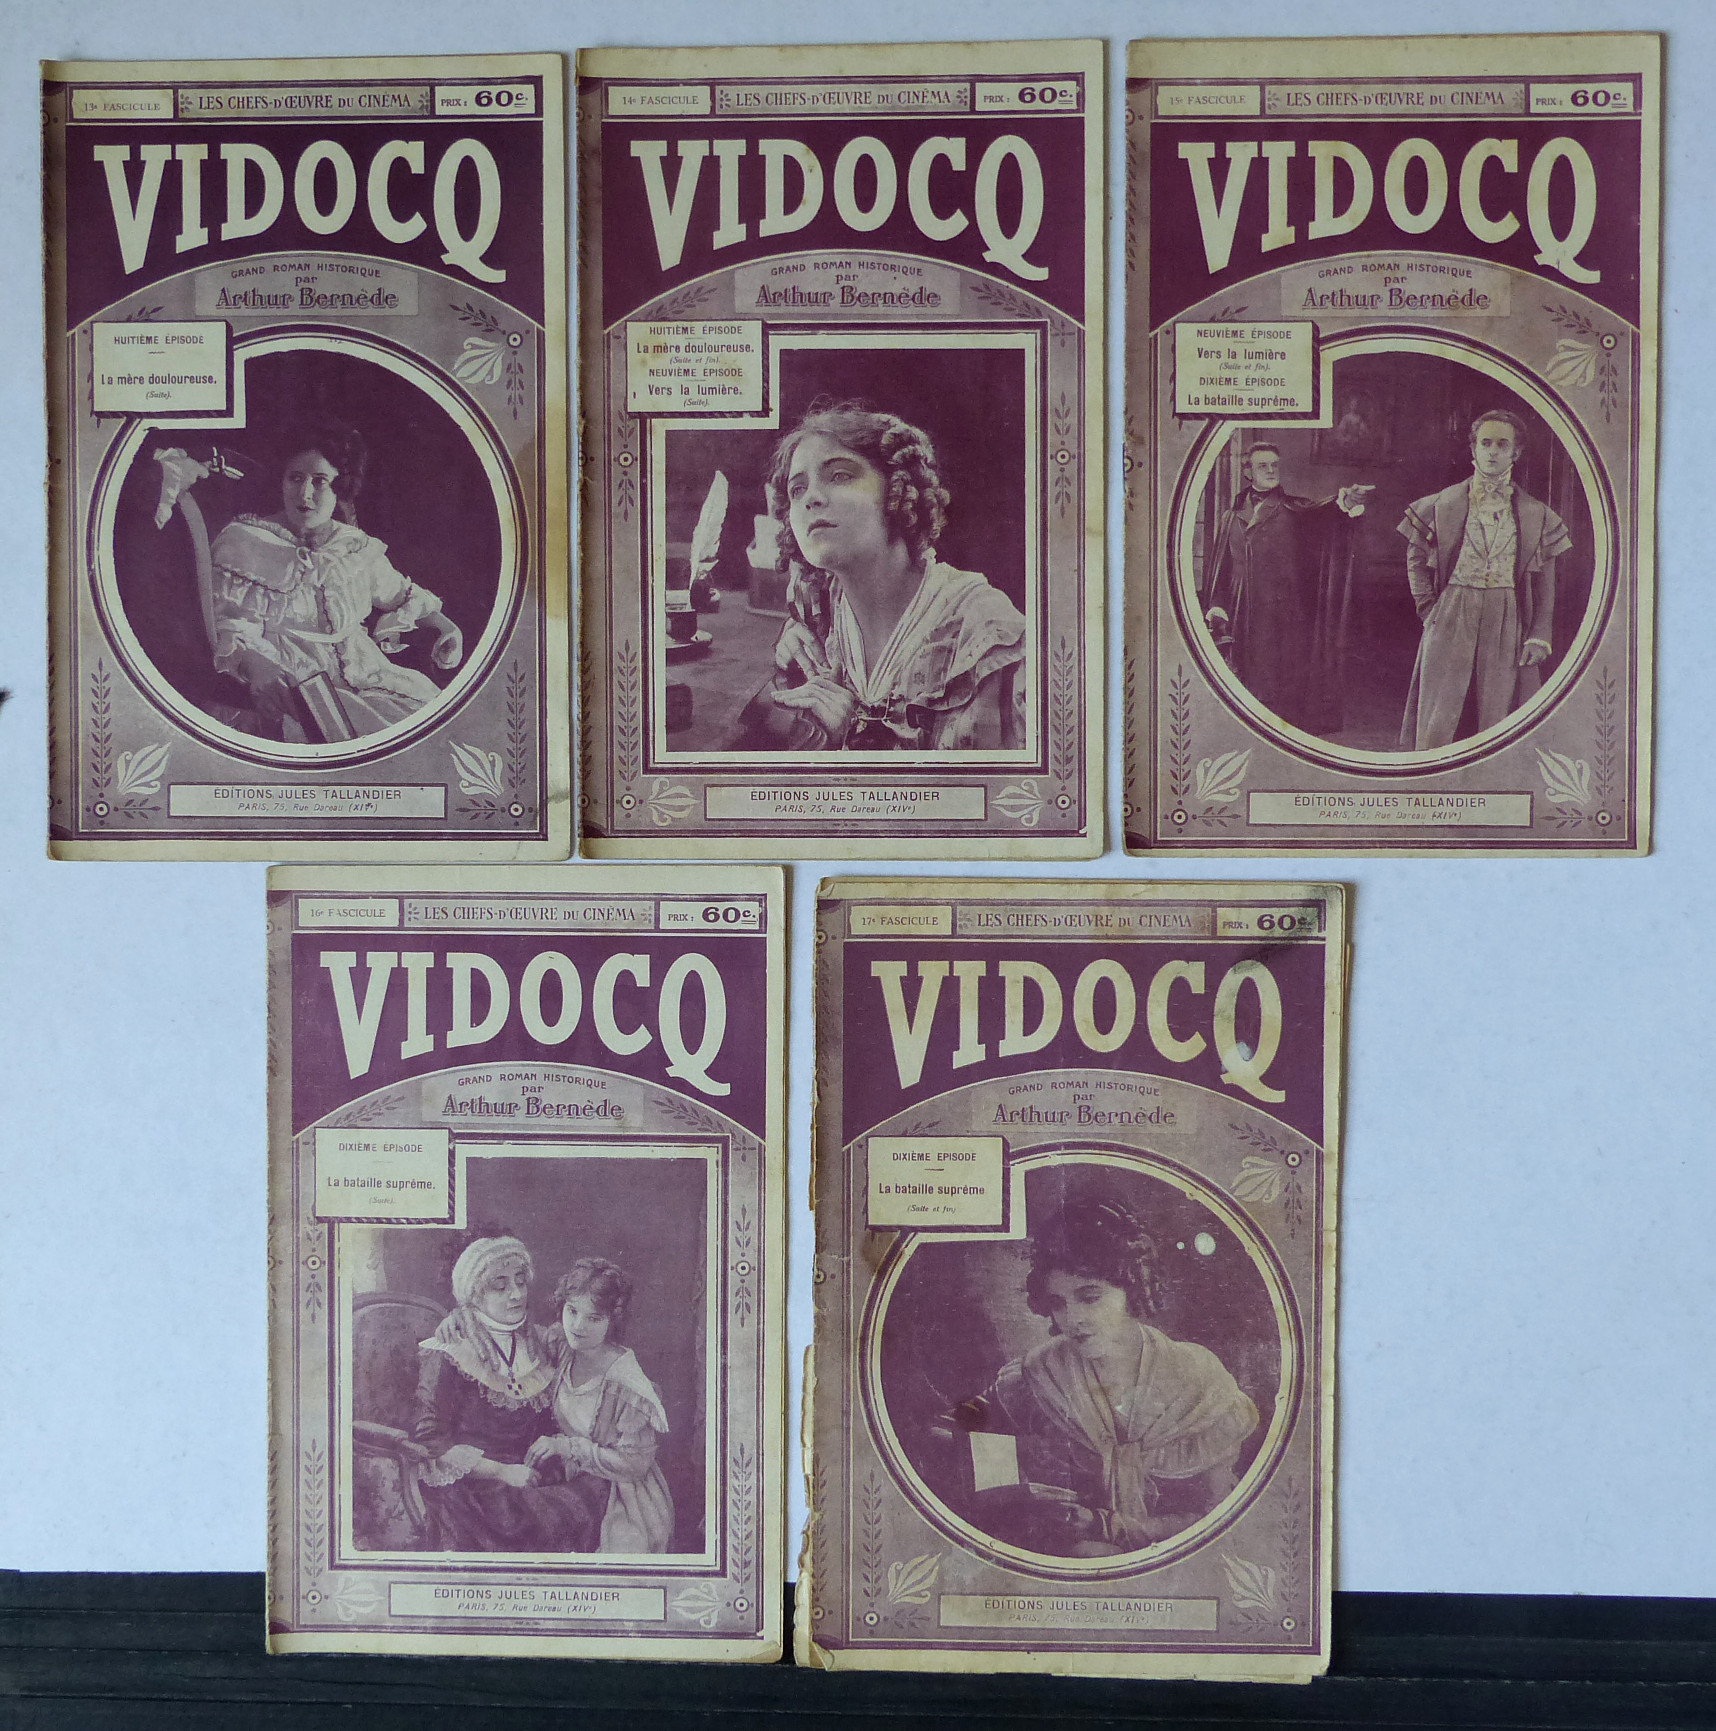 13e FASCICULE
LES CHEFS-D'ŒUVRE DU CINÉMA
PRIX : 60c.
VIDOCQ
GRAND ROMAN HISTORIQUE
par
Arthur Bernède
HUITIÈME ÉPISODE
La mère douloureuse.
(Suite).
ÉDITIONS JULES TALLANDIER
PARIS, 75, Rue Dareau (XIVe)
14e FASCICULE
LES CHEFS-D'ŒUVRE DU CINÉMA
PRIX : 60c.
VIDOCQ
GRAND ROMAN HISTORIQUE
par
Arthur Bernède
HUITIÈME ÉPISODE
La mère douloureuse.
(Suite et fin).
NEUVIÈME ÉPISODE
Vers la lumière.
(Suite).
ÉDITIONS JULES TALLANDIER
PARIS, 75, Rue Dareau (XIVe)
15e FASCICULE
LES CHEFS-D'ŒUVRE DU CINÉMA
PRIX : 60c.
VIDOCQ
GRAND ROMAN HISTORIQUE
par
Arthur Bernède
NEUVIÈME ÉPISODE
Vers la lumière
(Suite et fin).
DIXIÈME ÉPISODE
La bataille suprême.
ÉDITIONS JULES TALLANDIER
PARIS, 75, Rue Dareau (XIVe)
16e FASCICULE
LES CHEFS-D'ŒUVRE DU CINÉMA
PRIX : 60c.
VIDOCQ
GRAND ROMAN HISTORIQUE
par
Arthur Bernède
DIXIÈME ÉPISODE
La bataille suprême.
(Suite).
ÉDITIONS JULES TALLANDIER
PARIS, 75, Rue Dareau (XIVe)
17e FASCICULE
LES CHEFS-D'ŒUVRE DU CINÉMA
PRIX : 60c.
VIDOCQ
GRAND ROMAN HISTORIQUE
par
Arthur Bernède
DIXIÈME ÉPISODE
La bataille suprême
(Suite et fin)
ÉDITIONS JULES TALLANDIER
PARIS, 75, Rue Dareau (XIVe)